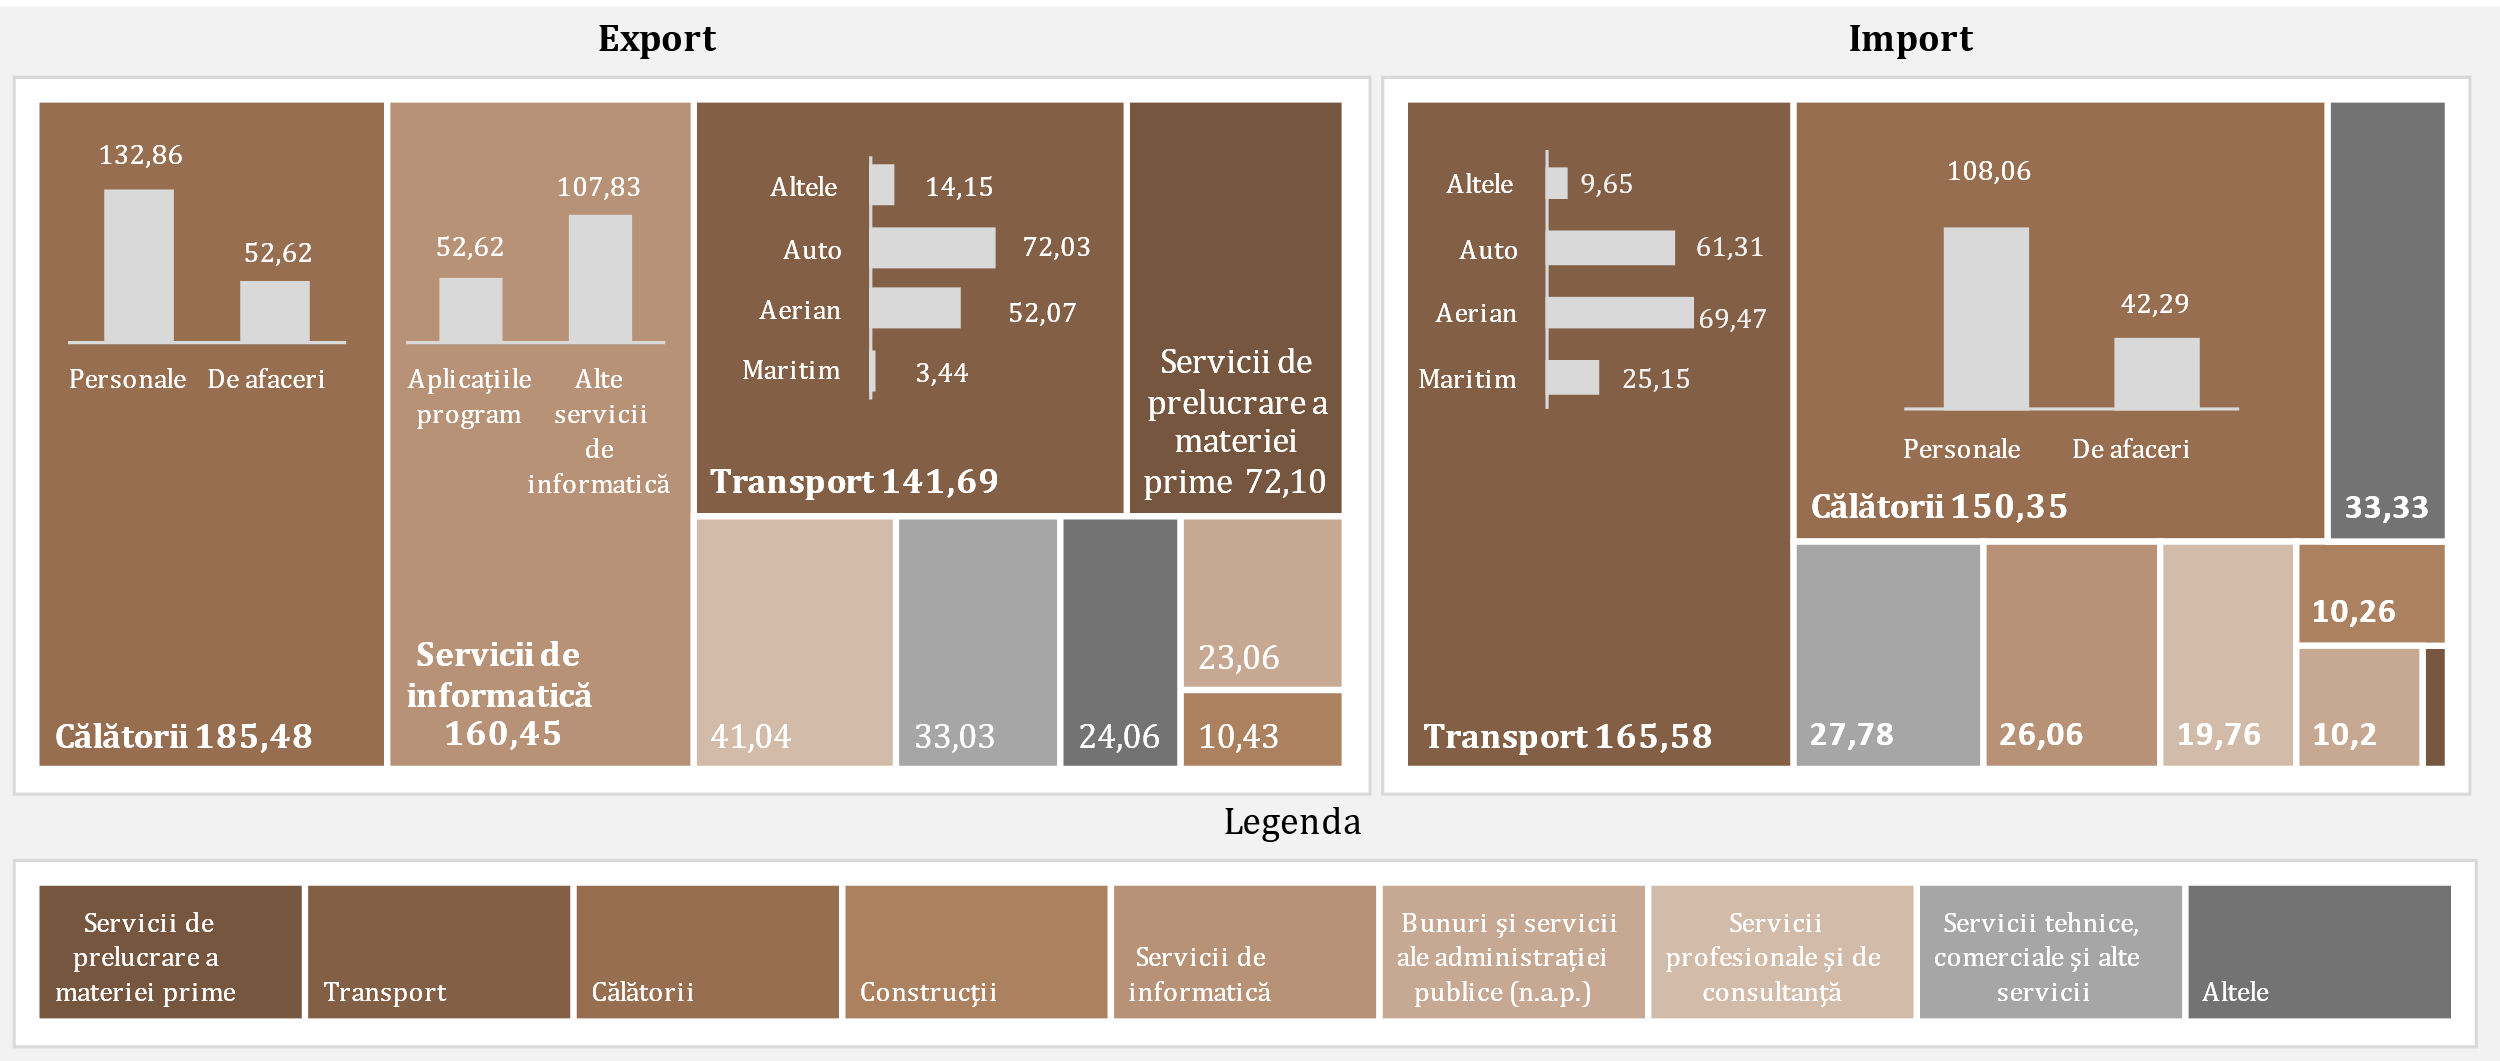 Export
Import
132,86
52,62
Personale De afaceri
Călătorii 185,48
107,83
52,62
Aplicațiile
program
Alte
servicii
de
informatică
Servicii de
informatică
160,45
Altele 14,15
Auto 72,03
Aerian 52,07
Maritim 3,44
Transport 141,69
Servicii de
prelucrare a
materiei
prime 72,10
41,04
33,03
24,06
23,06
10,43
Altele 9,65
Auto 61,31
Aerian 69,47
Maritim 25,15
Transport 165,58
108,06
42,29
Personale De afaceri
Călătorii 150,35
33,33
27,78
26,06
19,76
10,26
10,2
Legenda
Servicii de
prelucrare a
materiei prime
Transport
Călătorii
Construcții
Servicii de
informatică
Bunuri și servicii
ale administrației
publice (n.a.p.)
Servicii
profesionale și de
consultanță
Servicii tehnice,
comerciale și alte
servicii
Altele